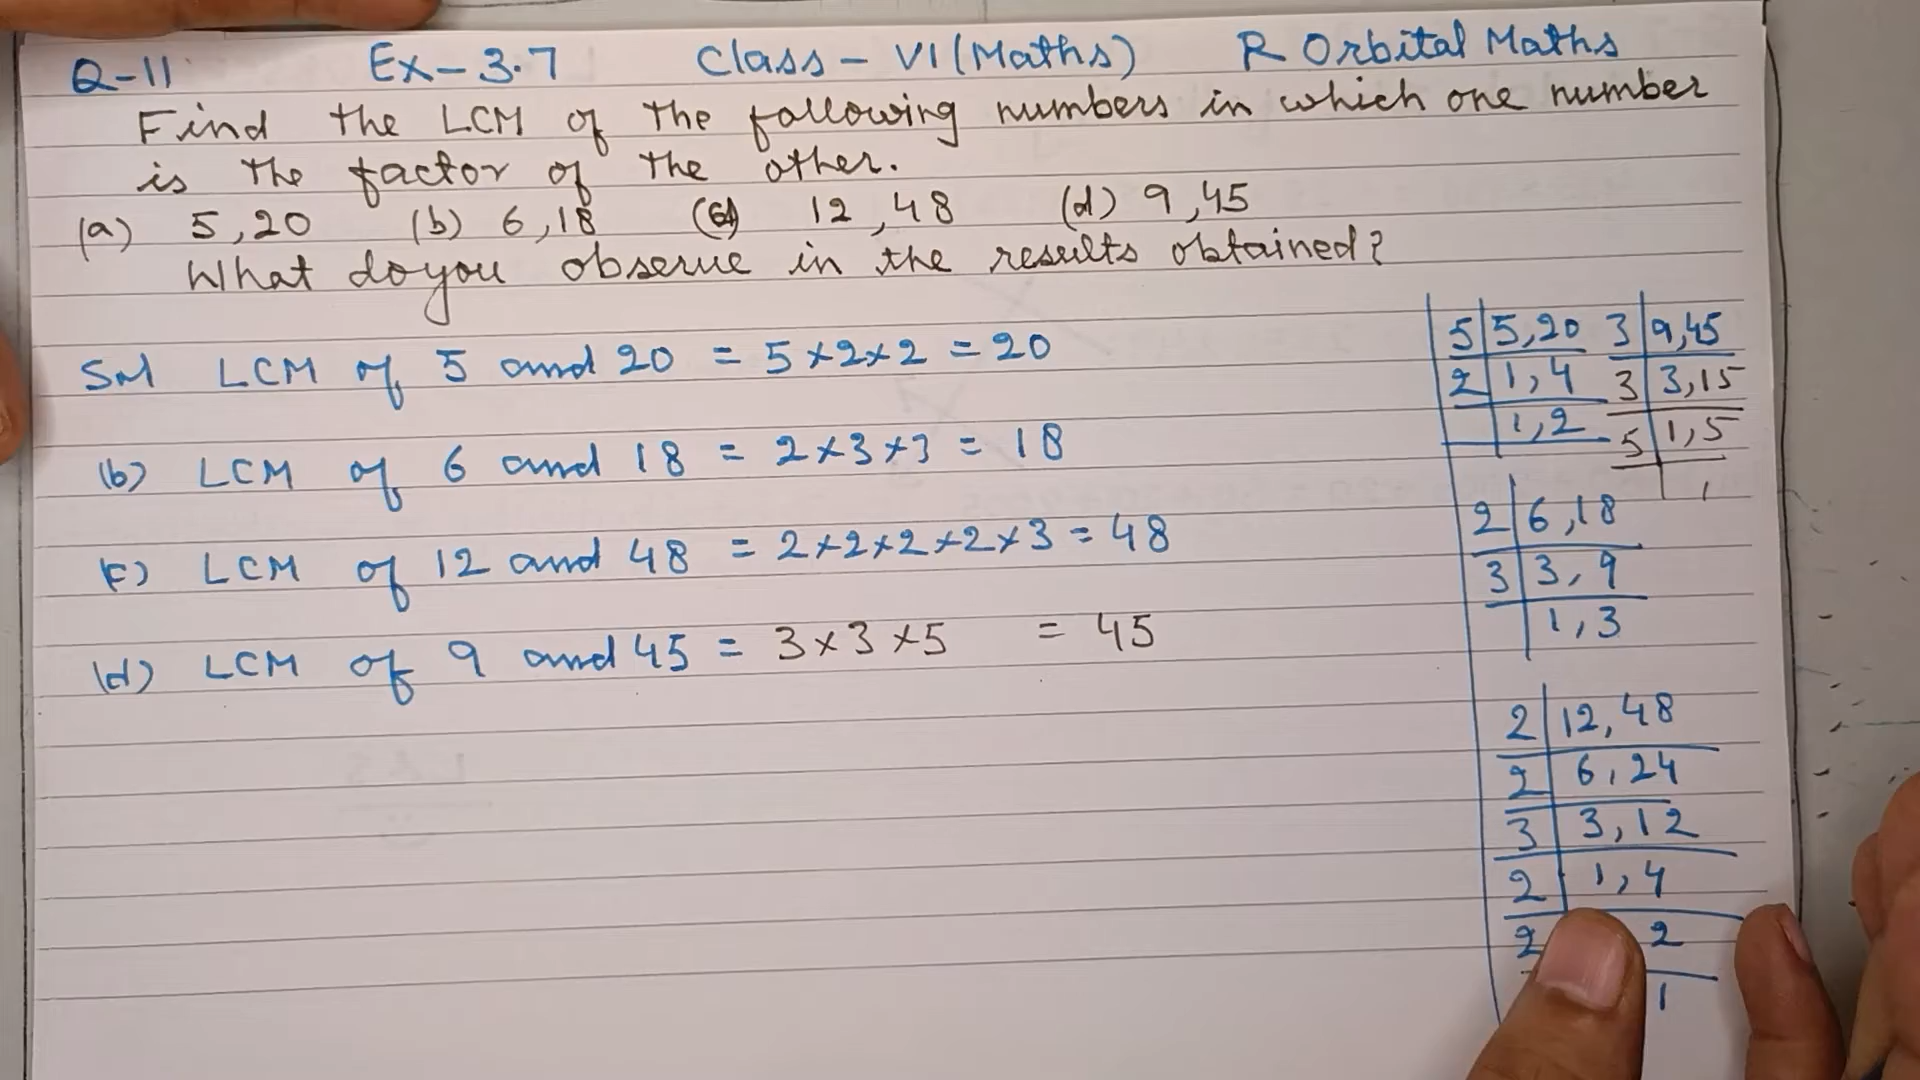 Q-11 Ex-3.7 Class - VI (Maths) R Orbital Maths
Find the LCM of the following numbers in which one number
is the factor of the other.
(a) 5,20 (b) 6,18 (c) 12,48 (d) 9,45
What do you observe in the results obtained?
Sol LCM of 5 and 20 = 5×2×2 = 20
(b) LCM of 6 and 18 = 2×3×3 = 18
(c) LCM of 12 and 48 = 2×2×2×2×3 = 48
(d) LCM of 9 and 45 = 3×3×5 = 45
5 5,20
2 1,4
1,2
3 9,45
3 3,15
5 1,5
1
2 6,18
3 3,9
1,3
2 12,48
2 6,24
3 3,12
2 1,4
2 2
1